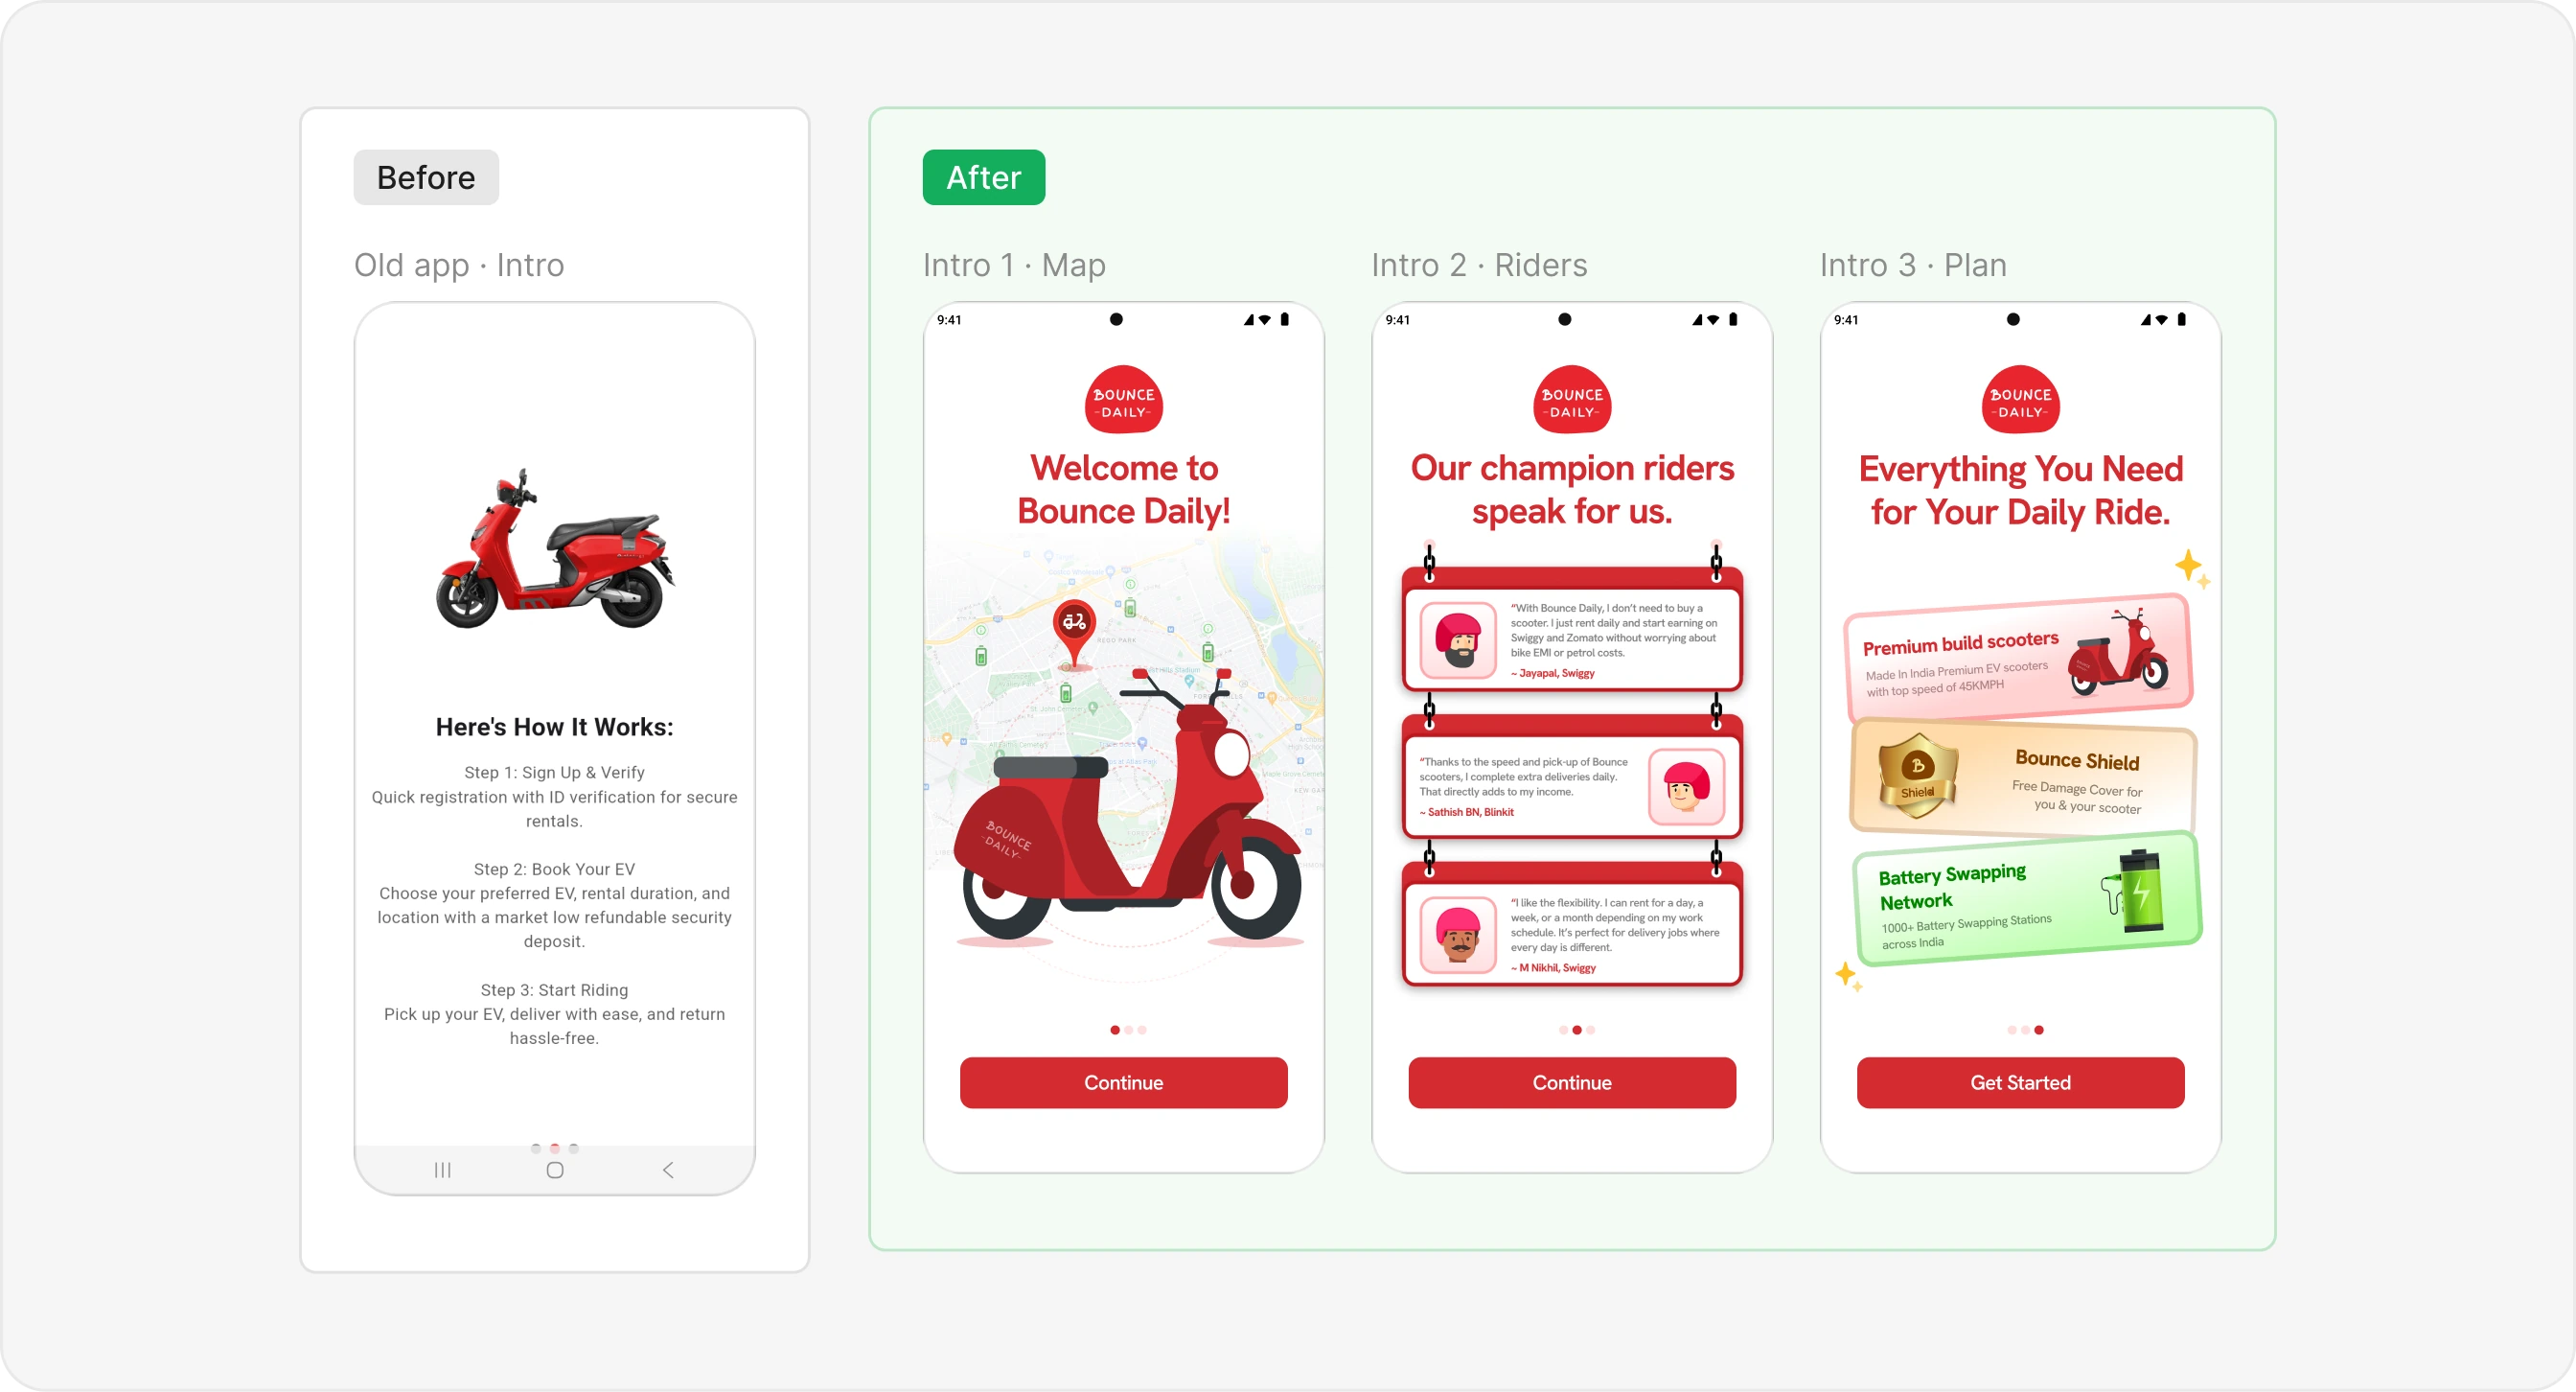 Before
Old app · Intro
Here's How It Works:
Step 1: Sign Up & Verify
Quick registration with ID verification for secure
rentals.
Step 2: Book Your EV
Choose your preferred EV, rental duration, and
location with a market low refundable security
deposit.
Step 3: Start Riding
Pick up your EV, deliver with ease, and return
hassle-free.
After
Intro 1 · Map
9:41
BOUNCE
-DAILY-
Welcome to
Bounce Daily!
REGO PARK
St. John Cemetery
BOUNCE
-DAILY-
Continue
Intro 2 · Riders
9:41
BOUNCE
-DAILY-
Our champion riders
speak for us.
"With Bounce Daily, I don't need to buy a
scooter. I just rent daily and start earning on
Swiggy and Zomato without worrying about
bike EMI or petrol costs.
~ Jayapal, Swiggy
"Thanks to the speed and pick-up of Bounce
scooters, I complete extra deliveries daily.
That directly adds to my income.
~ Sathish BN, Blinkit
"I like the flexibility. I can rent for a day, a
week, or a month depending on my work
schedule. It's perfect for delivery jobs where
every day is different.
~ M Nikhil, Swiggy
Continue
Intro 3 · Plan
9:41
BOUNCE
-DAILY-
Everything You Need
for Your Daily Ride.
Premium build scooters
Made In India Premium EV scooters
with top speed of 45KMPH
Shield
Bounce Shield
Free Damage Cover for
you & your scooter
Battery Swapping
Network
1000+ Battery Swapping Stations
across India
Get Started